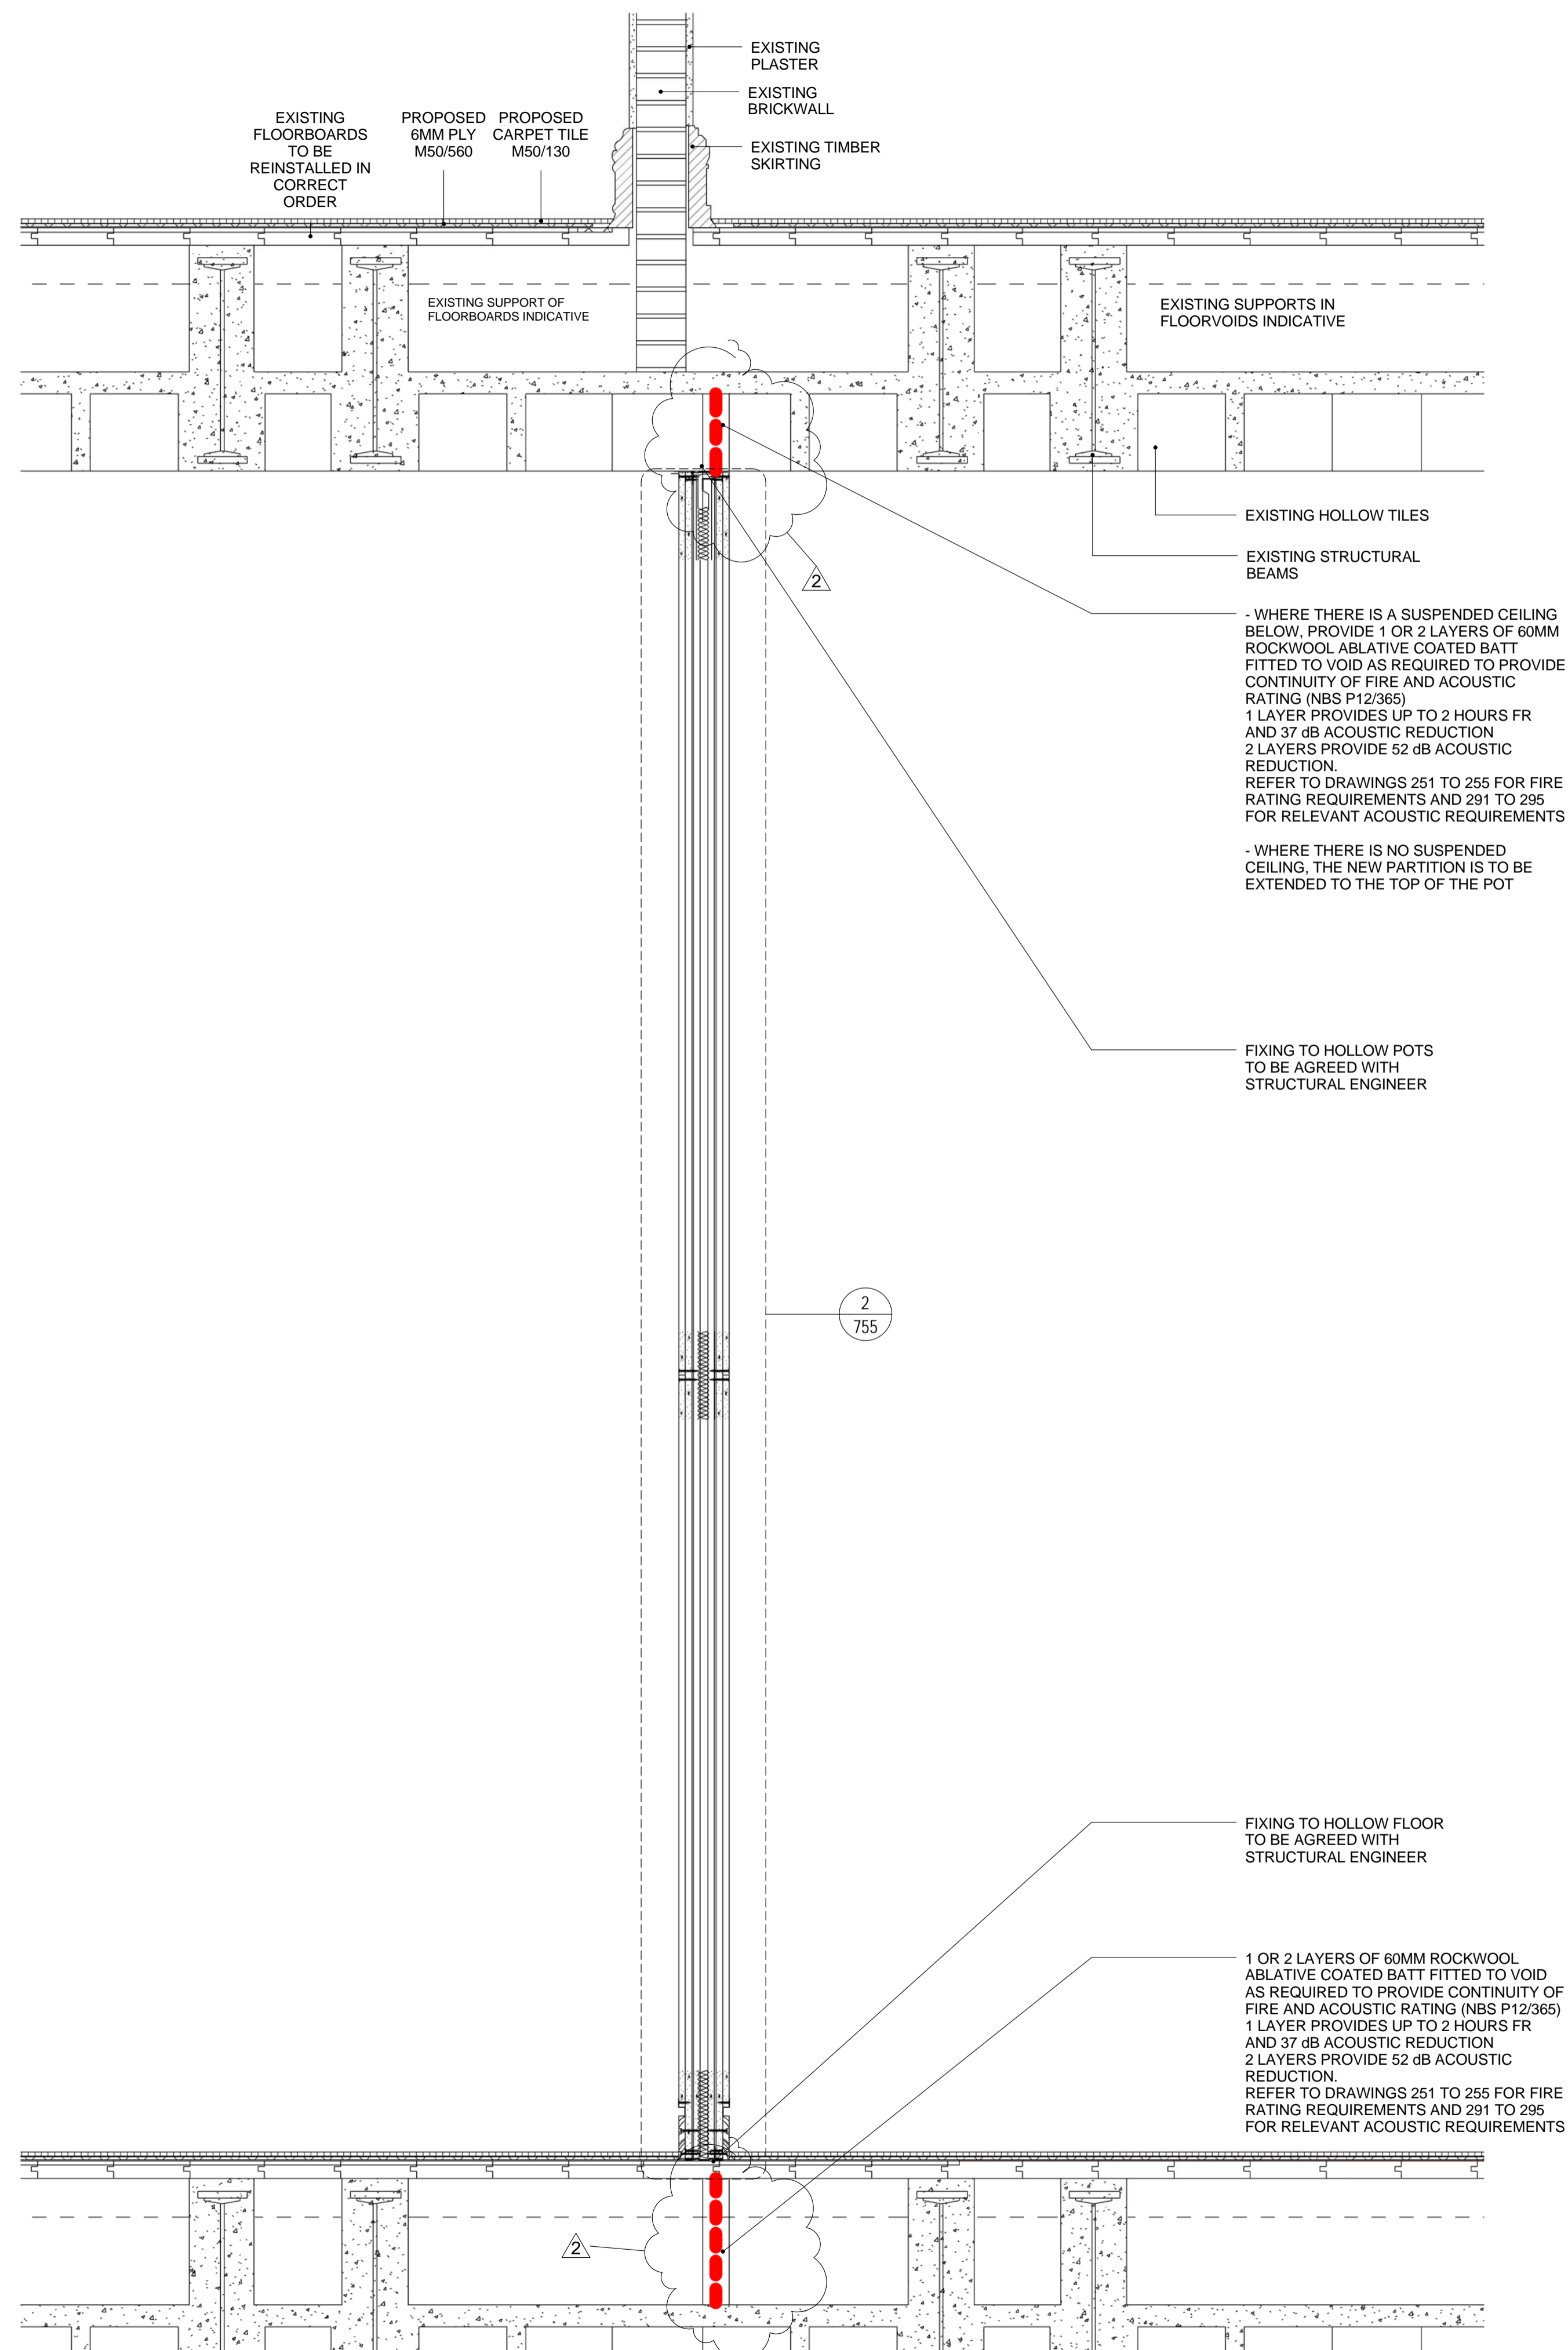 EXISTING
PLASTER
EXISTING
BRICKWALL
EXISTING TIMBER
SKIRTING
EXISTING
FLOORBOARDS
TO BE
REINSTALLED IN
CORRECT
ORDER
PROPOSED
6MM PLY
M50/560
PROPOSED
CARPET TILE
M50/130
EXISTING SUPPORT OF
FLOORBOARDS INDICATIVE
EXISTING SUPPORTS IN
FLOORVOIDS INDICATIVE
EXISTING HOLLOW TILES
EXISTING STRUCTURAL
BEAMS
2
- WHERE THERE IS A SUSPENDED CEILING
BELOW, PROVIDE 1 OR 2 LAYERS OF 60MM
ROCKWOOL ABLATIVE COATED BATT
FITTED TO VOID AS REQUIRED TO PROVIDE
CONTINUITY OF FIRE AND ACOUSTIC
RATING (NBS P12/365)
1 LAYER PROVIDES UP TO 2 HOURS FR
AND 37 dB ACOUSTIC REDUCTION
2 LAYERS PROVIDE 52 dB ACOUSTIC
REDUCTION.
REFER TO DRAWINGS 251 TO 255 FOR FIRE
RATING REQUIREMENTS AND 291 TO 295
FOR RELEVANT ACOUSTIC REQUIREMENTS
- WHERE THERE IS NO SUSPENDED
CEILING, THE NEW PARTITION IS TO BE
EXTENDED TO THE TOP OF THE POT
FIXING TO HOLLOW POTS
TO BE AGREED WITH
STRUCTURAL ENGINEER
2
755
FIXING TO HOLLOW FLOOR
TO BE AGREED WITH
STRUCTURAL ENGINEER
1 OR 2 LAYERS OF 60MM ROCKWOOL
ABLATIVE COATED BATT FITTED TO VOID
AS REQUIRED TO PROVIDE CONTINUITY OF
FIRE AND ACOUSTIC RATING (NBS P12/365)
1 LAYER PROVIDES UP TO 2 HOURS FR
AND 37 dB ACOUSTIC REDUCTION
2 LAYERS PROVIDE 52 dB ACOUSTIC
REDUCTION.
REFER TO DRAWINGS 251 TO 255 FOR FIRE
RATING REQUIREMENTS AND 291 TO 295
FOR RELEVANT ACOUSTIC REQUIREMENTS
2